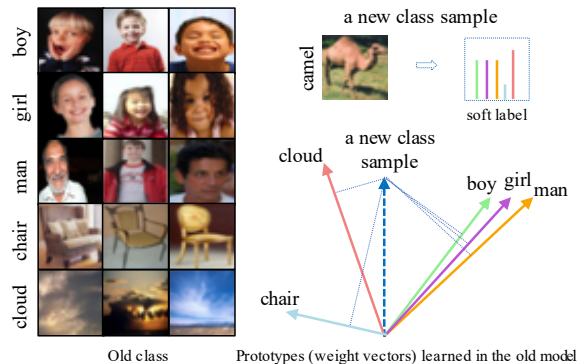 boy
girl
man
chair
cloud
Old class
a new class sample
camel
soft label
a new class
sample
cloud
boy
girl
man
chair
Prototypes (weight vectors) learned in the old model